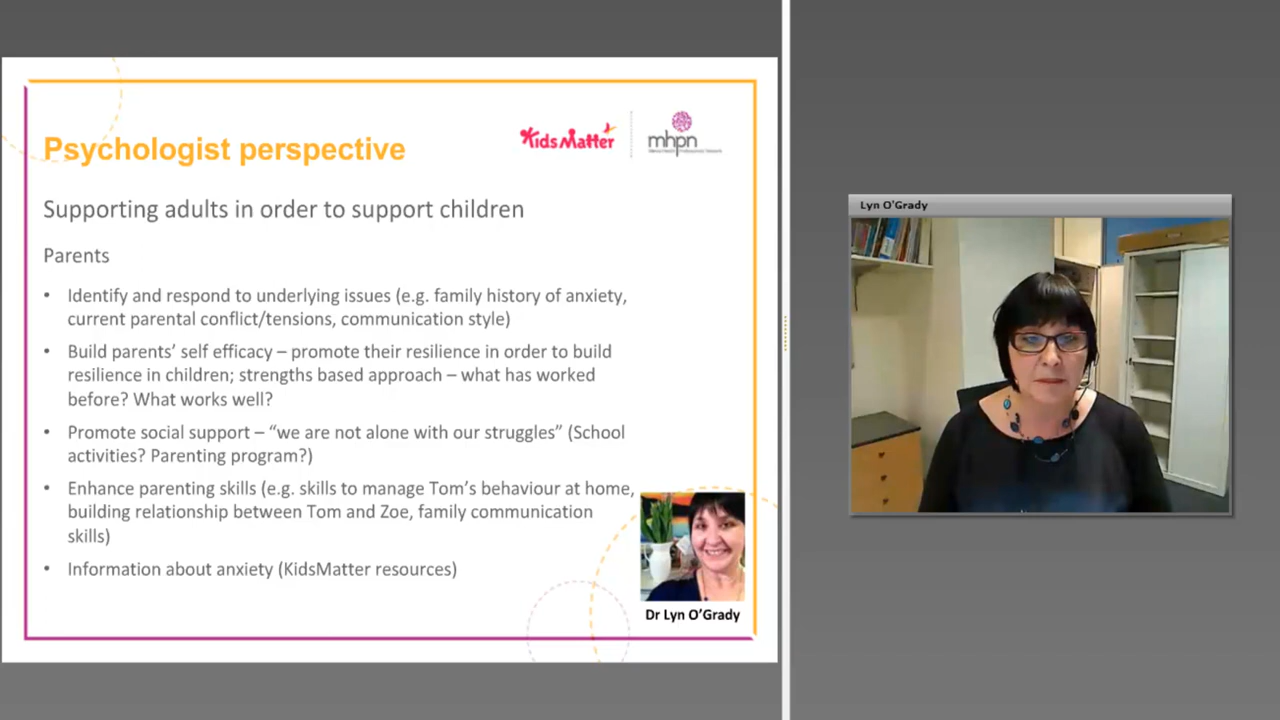 Psychologist perspective
KidsMatter
mhpn
Supporting adults in order to support children
Parents
• Identify and respond to underlying issues (e.g. family history of anxiety,
current parental conflict/tensions, communication style)
• Build parents’ self efficacy – promote their resilience in order to build
resilience in children; strengths based approach – what has worked
before? What works well?
• Promote social support – “we are not alone with our struggles” (School
activities? Parenting program?)
• Enhance parenting skills (e.g. skills to manage Tom’s behaviour at home,
building relationship between Tom and Zoe, family communication
skills)
• Information about anxiety (KidsMatter resources)
Dr Lyn O’Grady
Lyn O'Grady